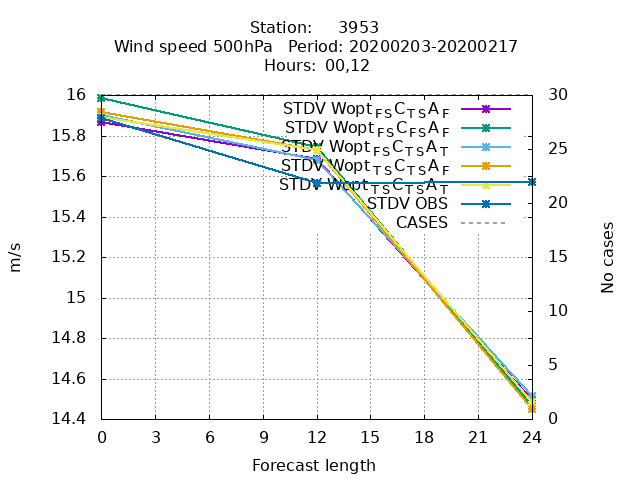 Station: 3953
Wind speed 500hPa Period: 20200203-20200217
Hours: 00,12
STDV Wopt_FS C_TS A_F
STDV Wopt_FS C_FS A_F
STDV Wopt_FS C_TS A_T
STDV Wopt_TS C_TS A_F
STDV Wopt_TS C_TS A_T
STDV OBS
CASES
16
15.8
15.6
15.4
15.2
15
14.8
14.6
14.4
30
25
20
15
10
5
0
m/s
No cases
0 3 6 9 12 15 18 21 24
Forecast length